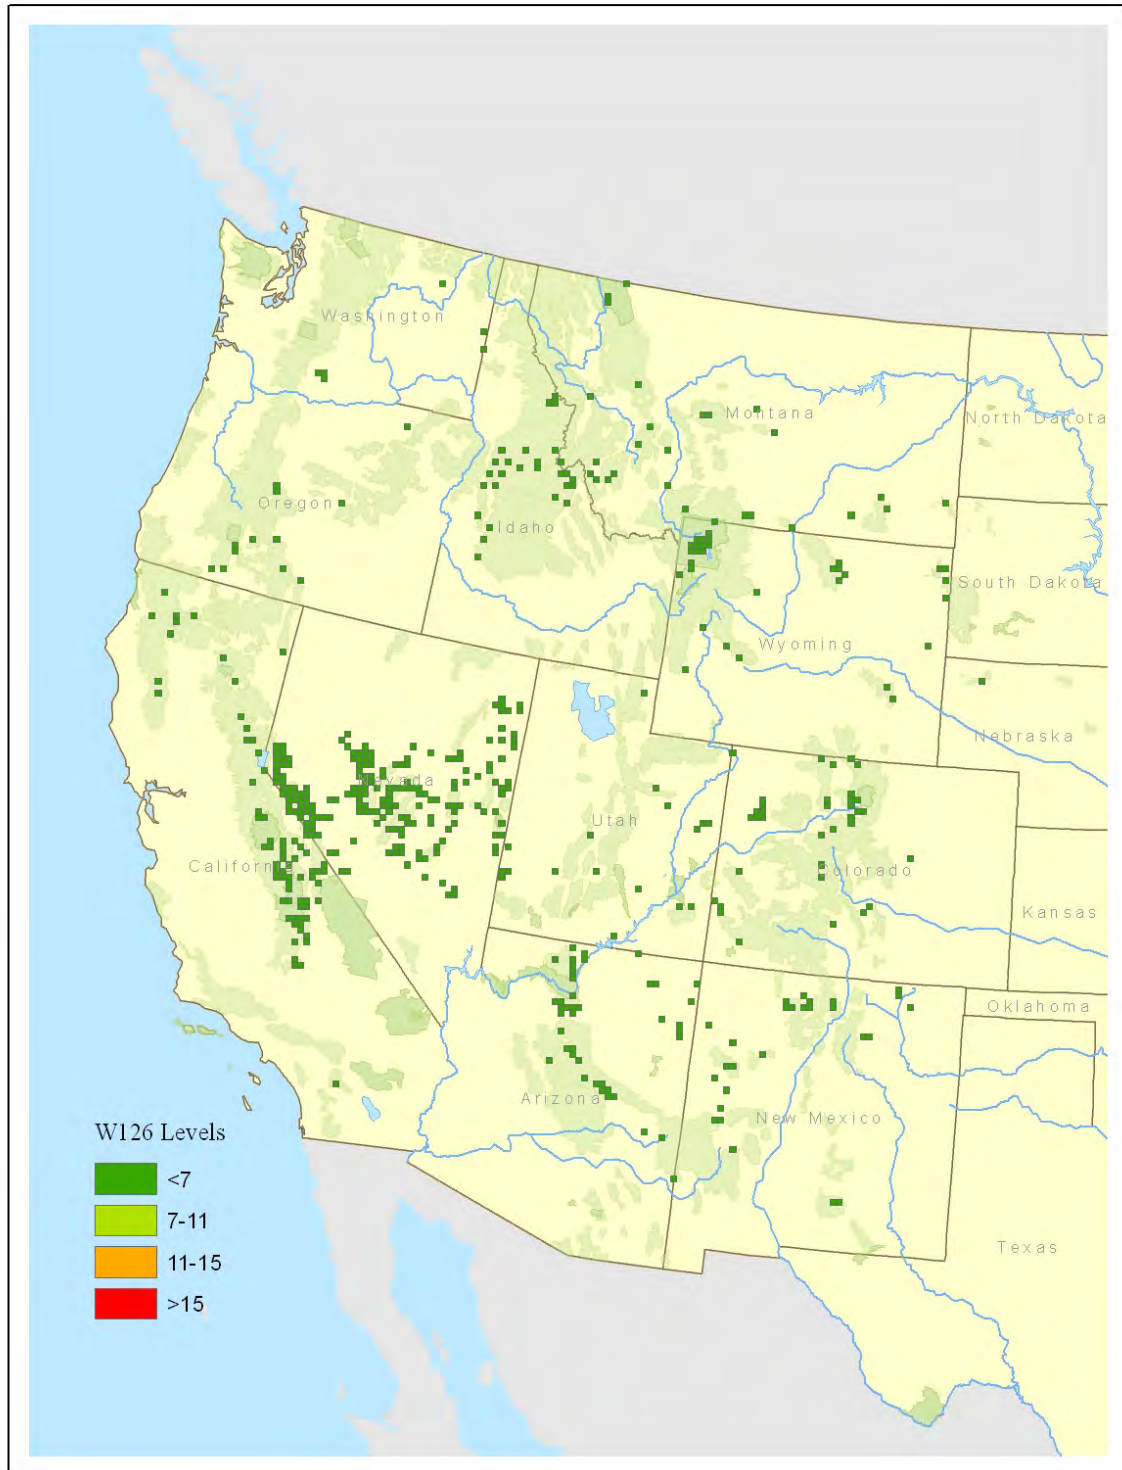 Washington
Montana
North Dakota
Oregon
Idaho
South Dakota
Wyoming
Nebraska
Nevada
Utah
California
Colorado
Kansas
Oklahoma
Arizona
New Mexico
Texas
W126 Levels
<7
7-11
11-15
>15